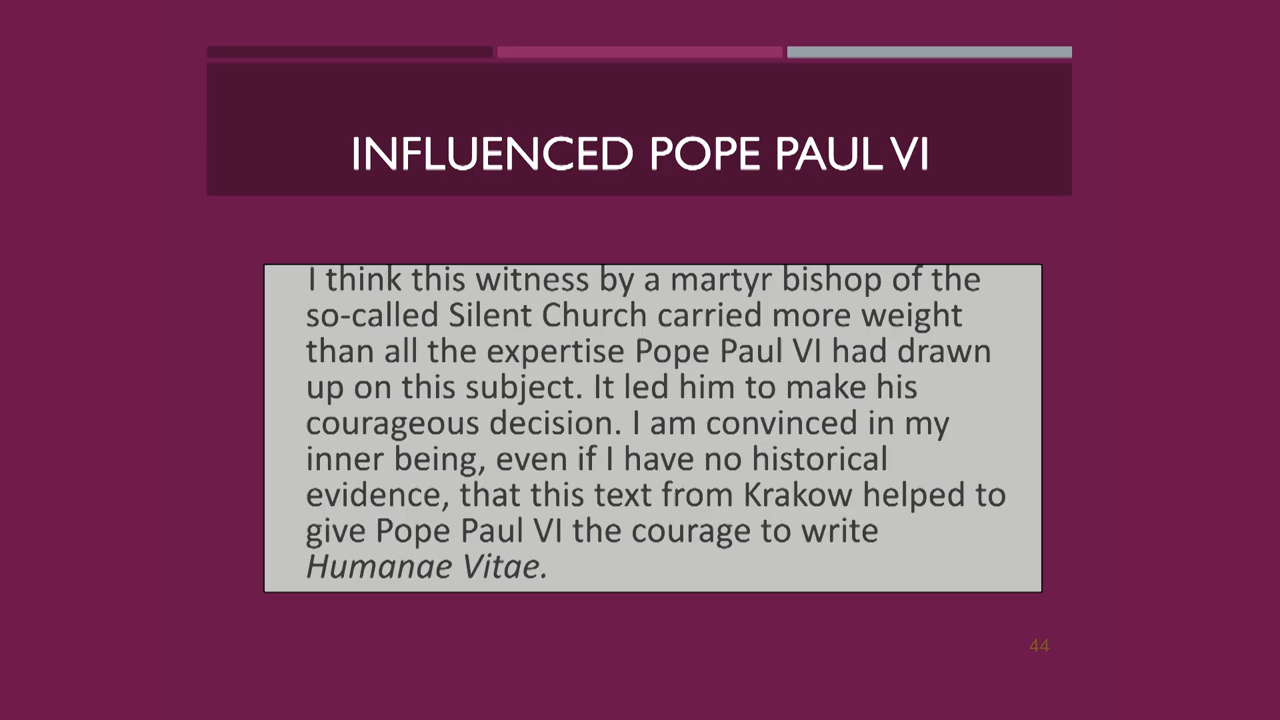 INFLUENCED POPE PAUL VI
I think this witness by a martyr bishop of the
so-called Silent Church carried more weight
than all the expertise Pope Paul VI had drawn
up on this subject. It led him to make his
courageous decision. I am convinced in my
inner being, even if I have no historical
evidence, that this text from Krakow helped to
give Pope Paul VI the courage to write
Humanae Vitae.
44